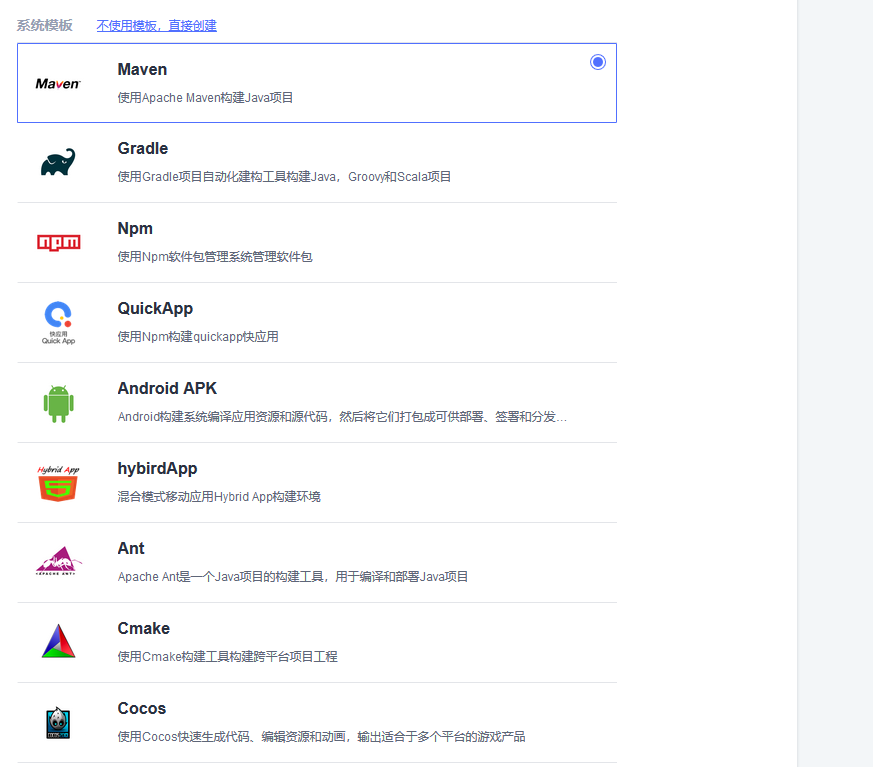 系统模板 不使用模板，直接创建
Maven
Maven
使用Apache Maven构建Java项目
Gradle
使用Gradle项目自动化建构工具构建Java，Groovy和Scala项目
npm
Npm
使用Npm软件包管理系统管理软件包
快应用
Quick App
QuickApp
使用Npm构建quickapp快应用
Android APK
Android构建系统编译应用资源和源代码，然后将它们打包成可供部署、签署和分发...
Hybrid App
5
hybirdApp
混合模式移动应用Hybrid App构建环境
APACHE ANT
Ant
Apache Ant是一个Java项目的构建工具，用于编译和部署Java项目
Cmake
使用Cmake构建工具构建跨平台项目工程
Cocos
使用Cocos快速生成代码、编辑资源和动画，输出适合于多个平台的游戏产品